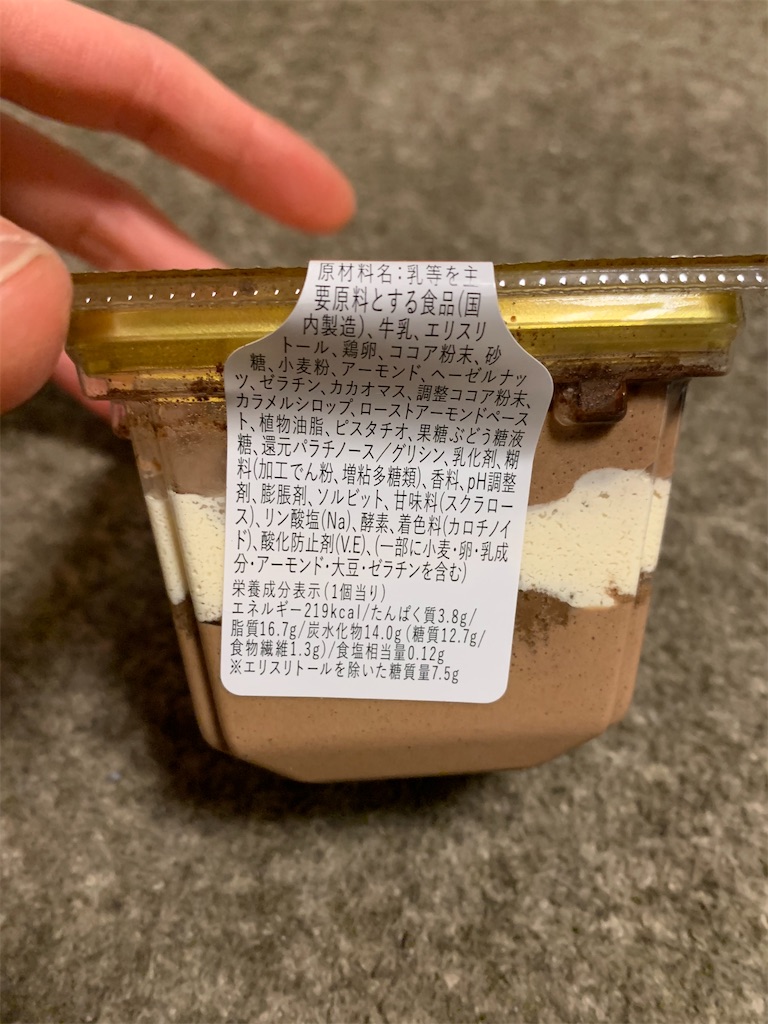 原材料名:乳等を主
要原料とする食品(国
内製造)、牛乳、エリスリ
トール、鶏卵、ココア粉末、砂
糖、小麦粉、アーモンド、ヘーゼルナッ
ツ、ゼラチン、カカオマス、調整ココア粉末、
カラメルシロップ、ローストアーモンドペース
ト、植物油脂、ピスタチオ、果糖ぶどう糖液
糖、還元パラチノース/グリシン、乳化剤、糊
料(加工でん粉、増粘多糖類)、香料、pH調整
剤、膨脹剤、ソルビット、甘味料(スクラロー
ス)、リン酸塩(Na)、酵素、着色料(カロチノイ
ド)、酸化防止剤(V.E)、(一部に小麦・卵・乳成
分・アーモンド・大豆・ゼラチンを含む)
栄養成分表示(1個当り)
エネルギー219kcal/たんぱく質3.8g/
脂質16.7g/炭水化物14.0g(糖質12.7g/
食物繊維1.3g)/食塩相当量0.12g
※エリスリトールを除いた糖質量7.5g